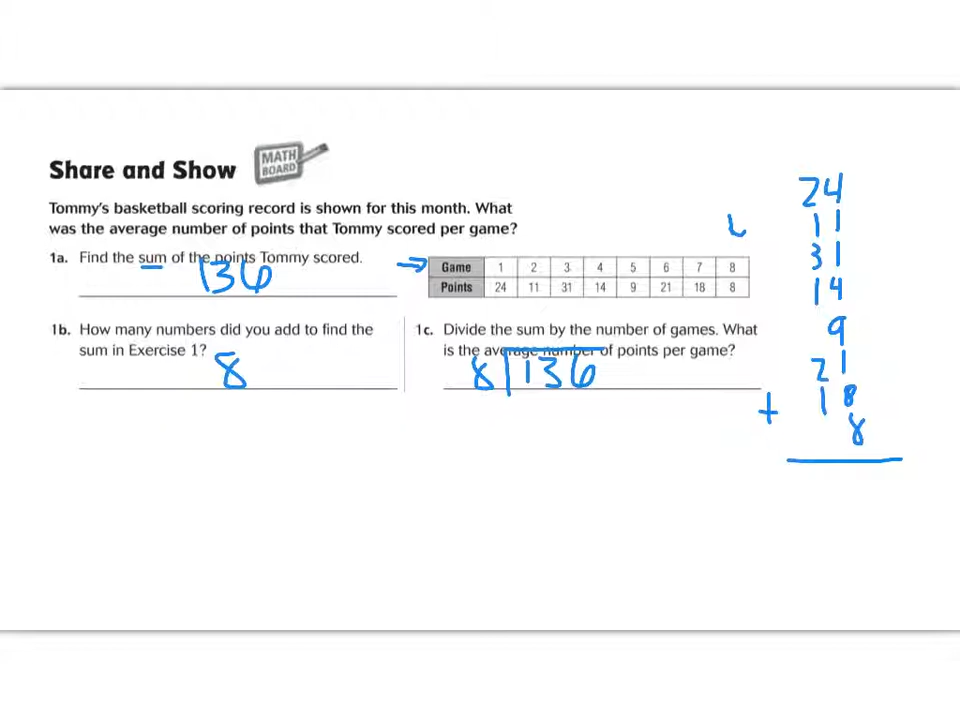 Share and Show
MATH
BOARD
Tommy's basketball scoring record is shown for this month. What
was the average number of points that Tommy scored per game?
1a. Find the sum of the points Tommy scored.
136
Game 1 2 3 4 5 6 7 8
Points 24 11 31 14 9 21 18 8
1b. How many numbers did you add to find the
sum in Exercise 1?
8
1c. Divide the sum by the number of games. What
is the average number of points per game?
8 136
24
11
31
14
9
21
18
+ 8